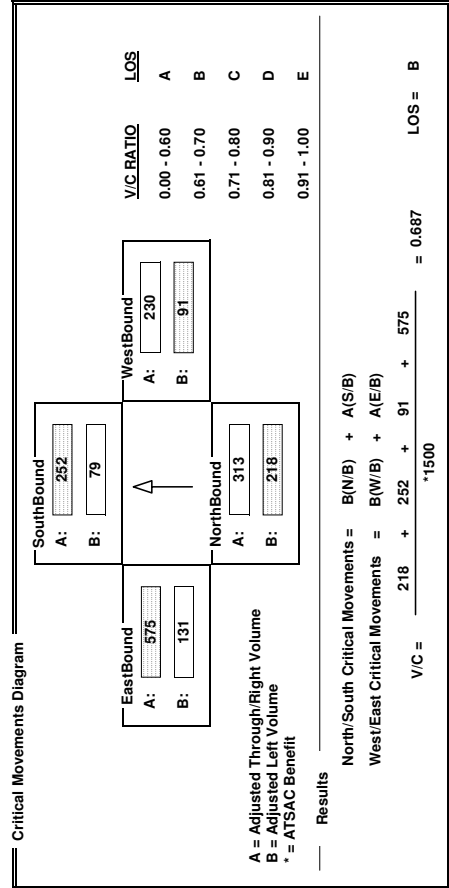 Critical Movements Diagram
SouthBound
A: 252
B: 79
EastBound
A: 575
B: 131
WestBound
A: 230
B: 91
NorthBound
A: 313
B: 218
V/C RATIO LOS
0.00 - 0.60 A
0.61 - 0.70 B
0.71 - 0.80 C
0.81 - 0.90 D
0.91 - 1.00 E
A = Adjusted Through/Right Volume
B = Adjusted Left Volume
* = ATSAC Benefit
Results
North/South Critical Movements = B(N/B) + A(S/B)
West/East Critical Movements = B(W/B) + A(E/B)
V/C = 218 + 252 + 91 + 575 = 0.687 LOS = B
*1500